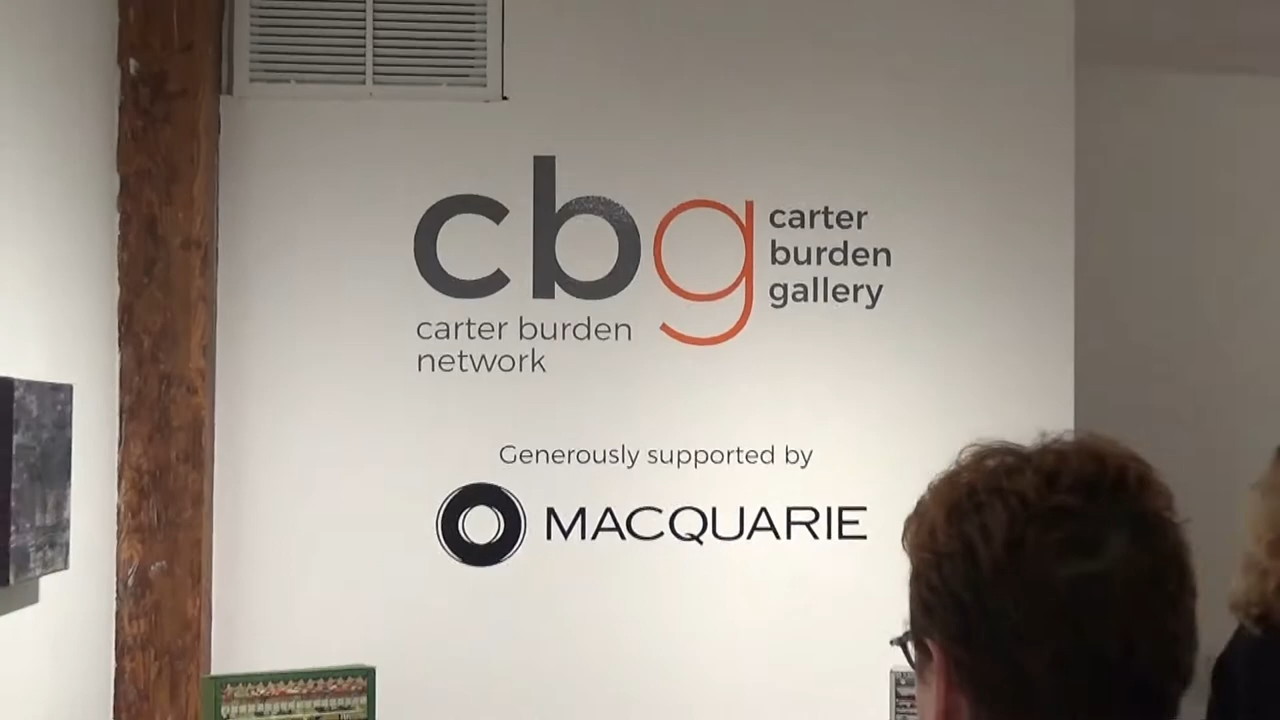 cbg
carter
burden
gallery
carter burden
network
Generously supported by
MACQUARIE